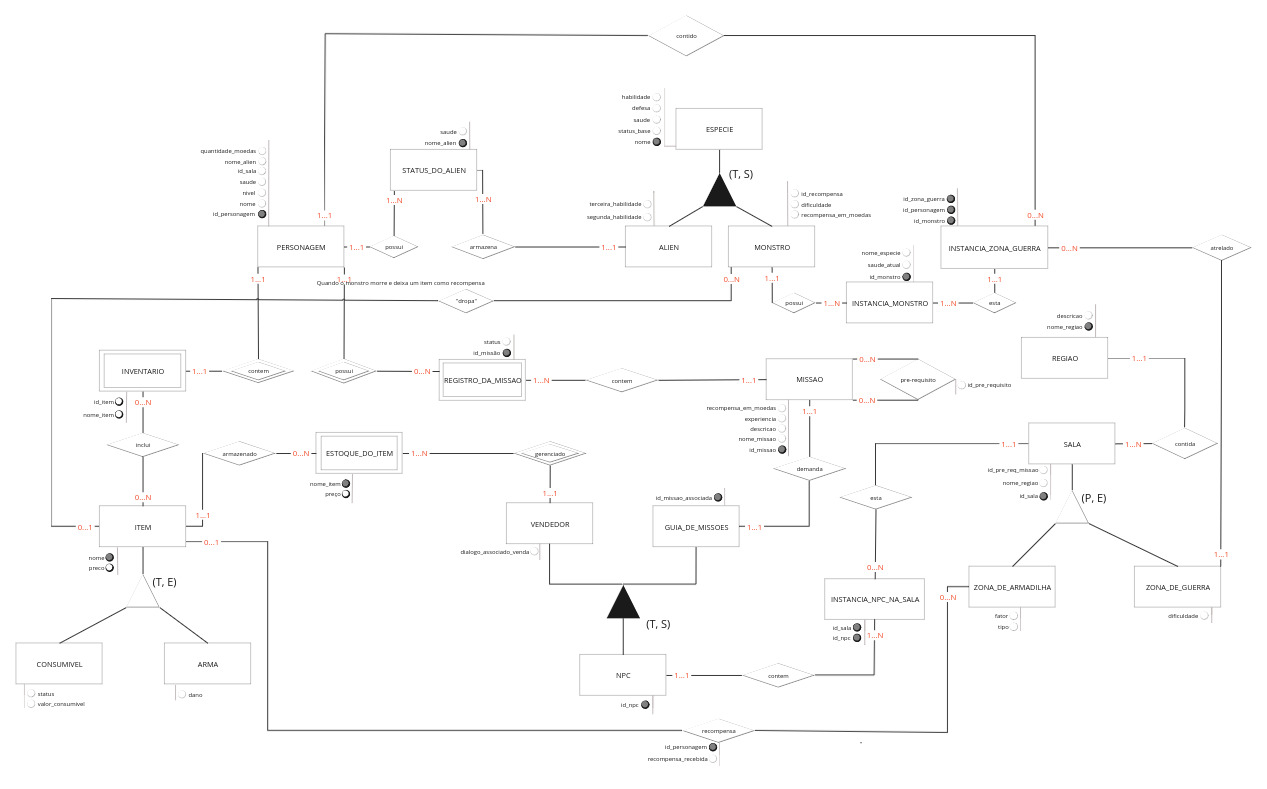 contido
1...1
0...N
habilidade
defesa
saude
status_base
nome
ESPECIE
(T, S)
quantidade_moedas
nome_alien
id_sala
saude
nivel
nome
id_personagem
PERSONAGEM
1...1
possui
1...N
saude
nome_alien
STATUS_DO_ALIEN
1...N
armazena
1...1
terceira_habilidade
segunda_habilidade
ALIEN
id_recompensa
dificuldade
recompensa_em_moedas
MONSTRO
id_zona_guerra
id_personagem
id_monstro
INSTANCIA_ZONA_GUERRA
0...N
atrelado
nome_especie
saude_atual
id_monstro
INSTANCIA_MONSTRO
1...1
1...1
0...N
1...1
1...1
Quando o monstro morre e deixa um item como recompensa
"dropa"
possui
1...N
1...N
esta
descricao
nome_regiao
REGIAO
1...1
status
id_missão
REGISTRO_DA_MISSAO
INVENTARIO
1...1
contem
possui
0...N
1...N
contem
1...1
MISSAO
0...N
0...N
pre-requisito
id_pre_requisito
id_item
nome_item
0...N
inclui
0...N
recompensa_em_moedas
experiencia
descricao
nome_missao
id_missao
1...1
demanda
armazenado
0...N
ESTOQUE_DO_ITEM
1...N
gerenciado
nome_item
preço
1...1
1...1
SALA
1...1
1...N
contida
id_pre_req_missao
nome_regiao
id_sala
(P, E)
esta
0...N
0...1
ITEM
nome
preco
0...1
(T, E)
VENDEDOR
dialogo_associado_venda
id_missao_associada
GUIA_DE_MISSOES
1...1
(T, S)
1...1
ZONA_DE_ARMADILHA
fator
tipo
0...N
ZONA_DE_GUERRA
dificuldade
INSTANCIA_NPC_NA_SALA
id_sala
id_npc
1...N
CONSUMIVEL
status
valor_consumivel
ARMA
dano
NPC
id_npc
1...1
contem
recompensa
id_personagem
recompensa_recebida